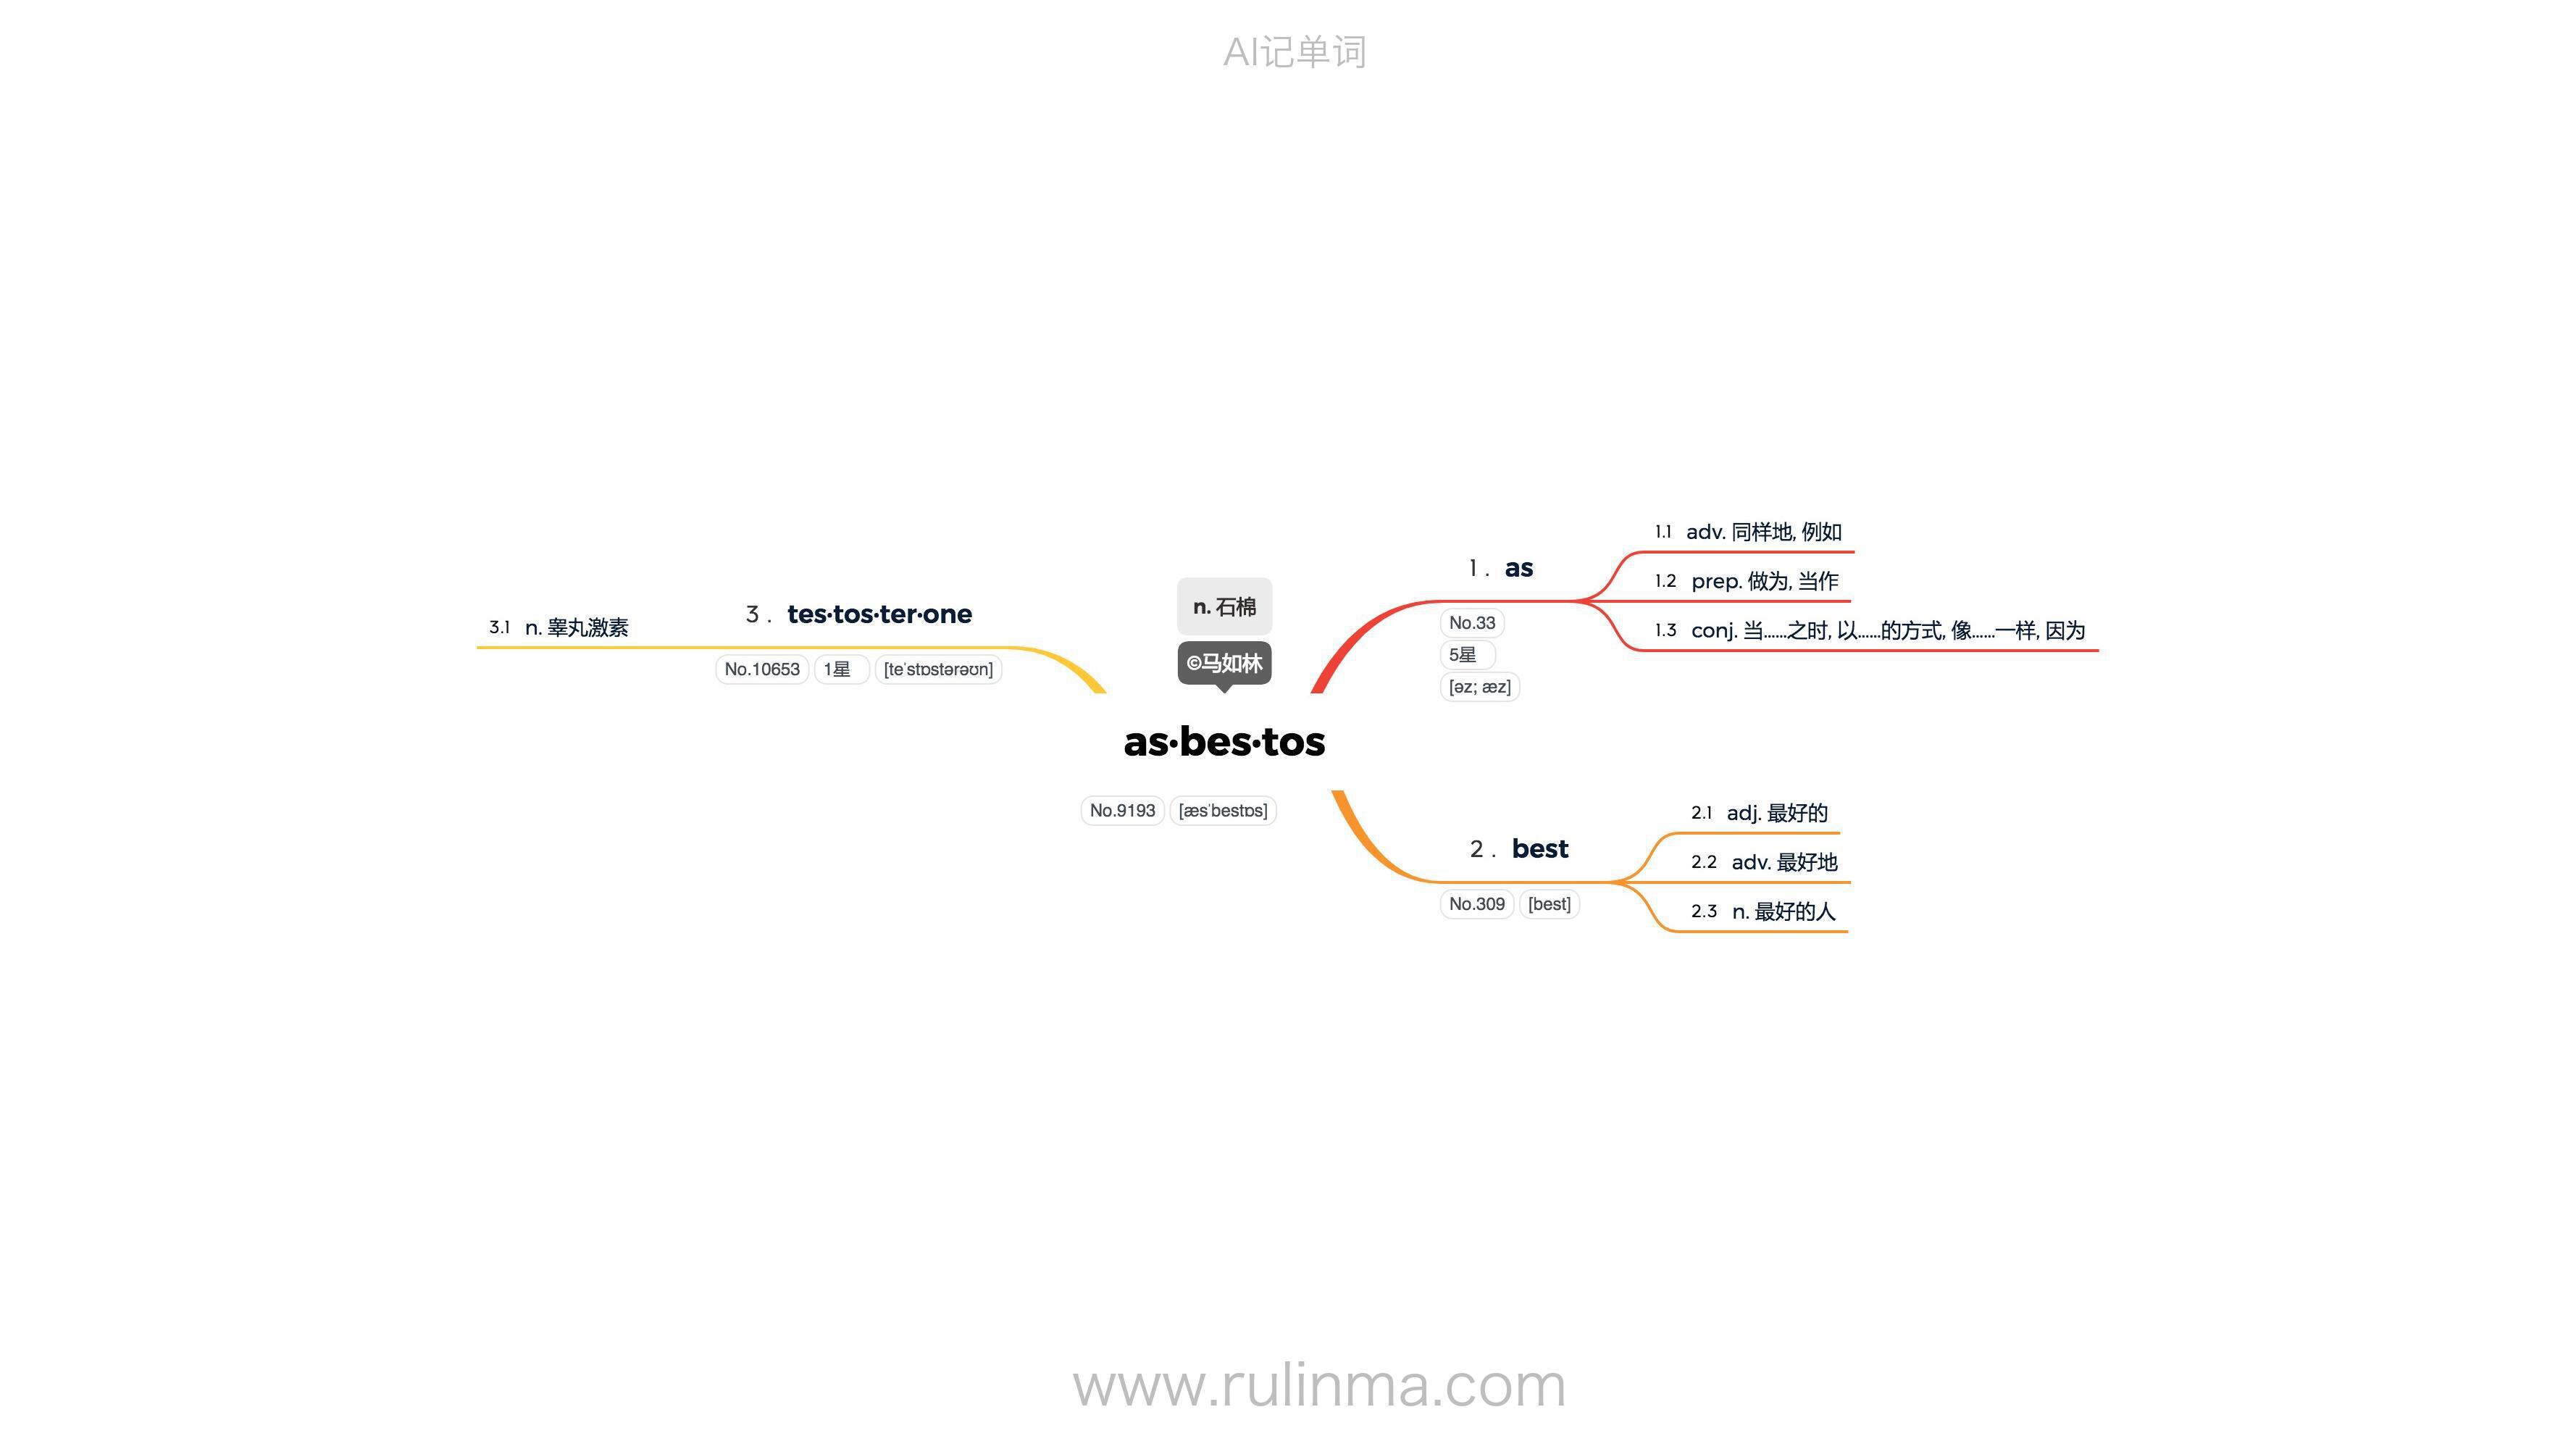 AI记单词
n. 石棉
©马如林
as·bes·tos
No.9193 [æsˈbestɒs]
1 . as
No.33
5星
[əz; æz]
1.1 adv. 同样地, 例如
1.2 prep. 做为, 当作
1.3 conj. 当......之时, 以......的方式, 像......一样, 因为
2 . best
No.309 [best]
2.1 adj. 最好的
2.2 adv. 最好地
2.3 n. 最好的人
3 . tes·tos·ter·one
No.10653 1星 [teˈstɒstərəʊn]
3.1 n. 睾丸激素
www.rulinma.com